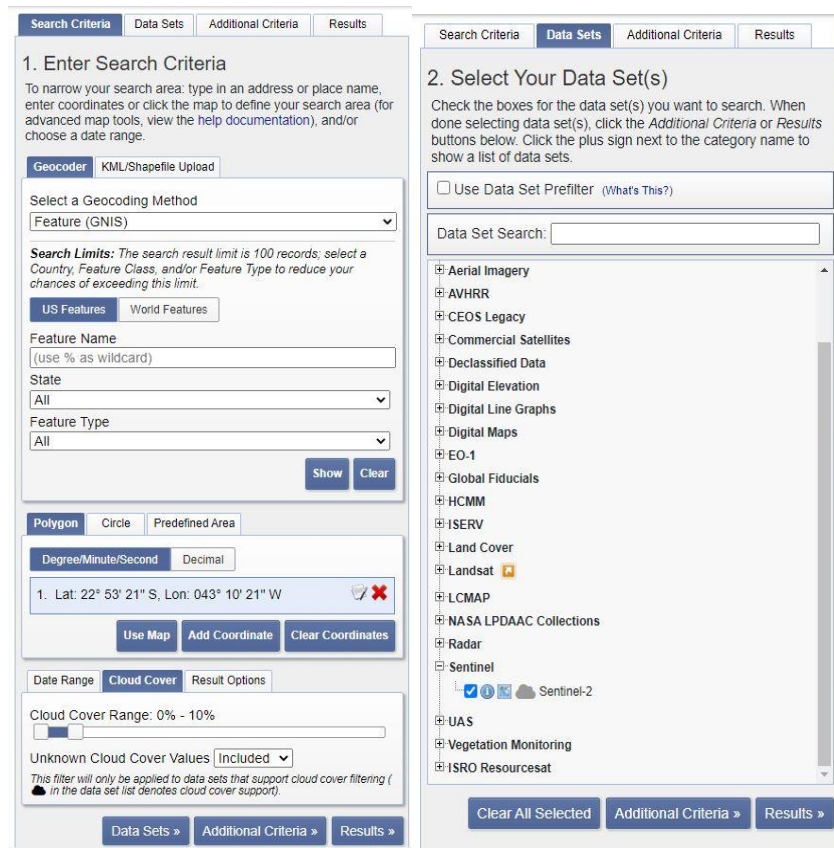 Search Criteria Data Sets Additional Criteria Results
1. Enter Search Criteria
To narrow your search area: type in an address or place name,
enter coordinates or click the map to define your search area (for
advanced map tools, view the help documentation), and/or
choose a date range.
Geocoder KML/Shapefile Upload
Select a Geocoding Method
Feature (GNIS)
Search Limits: The search result limit is 100 records; select a
Country, Feature Class, and/or Feature Type to reduce your
chances of exceeding this limit.
US Features World Features
Feature Name
(use % as wildcard)
State
All
Feature Type
All
Show Clear
Polygon Circle Predefined Area
Degree/Minute/Second Decimal
1. Lat: 22° 53' 21" S, Lon: 043° 10' 21" W
Use Map Add Coordinate Clear Coordinates
Date Range Cloud Cover Result Options
Cloud Cover Range: 0% - 10%
Unknown Cloud Cover Values Included
This filter will only be applied to data sets that support cloud cover filtering (
in the data set list denotes cloud cover support).
Data Sets » Additional Criteria » Results »
Search Criteria Data Sets Additional Criteria Results
2. Select Your Data Set(s)
Check the boxes for the data set(s) you want to search. When
done selecting data set(s), click the Additional Criteria or Results
buttons below. Click the plus sign next to the category name to
show a list of data sets.
Use Data Set Prefilter (What's This?)
Data Set Search:
Aerial Imagery
AVHRR
CEOS Legacy
Commercial Satellites
Declassified Data
Digital Elevation
Digital Line Graphs
Digital Maps
EO-1
Global Fiducials
HCMM
ISERV
Land Cover
Landsat
LCMAP
NASA LPDAAC Collections
Radar
Sentinel
Sentinel-2
UAS
Vegetation Monitoring
ISRO Resourcesat
Clear All Selected Additional Criteria » Results »